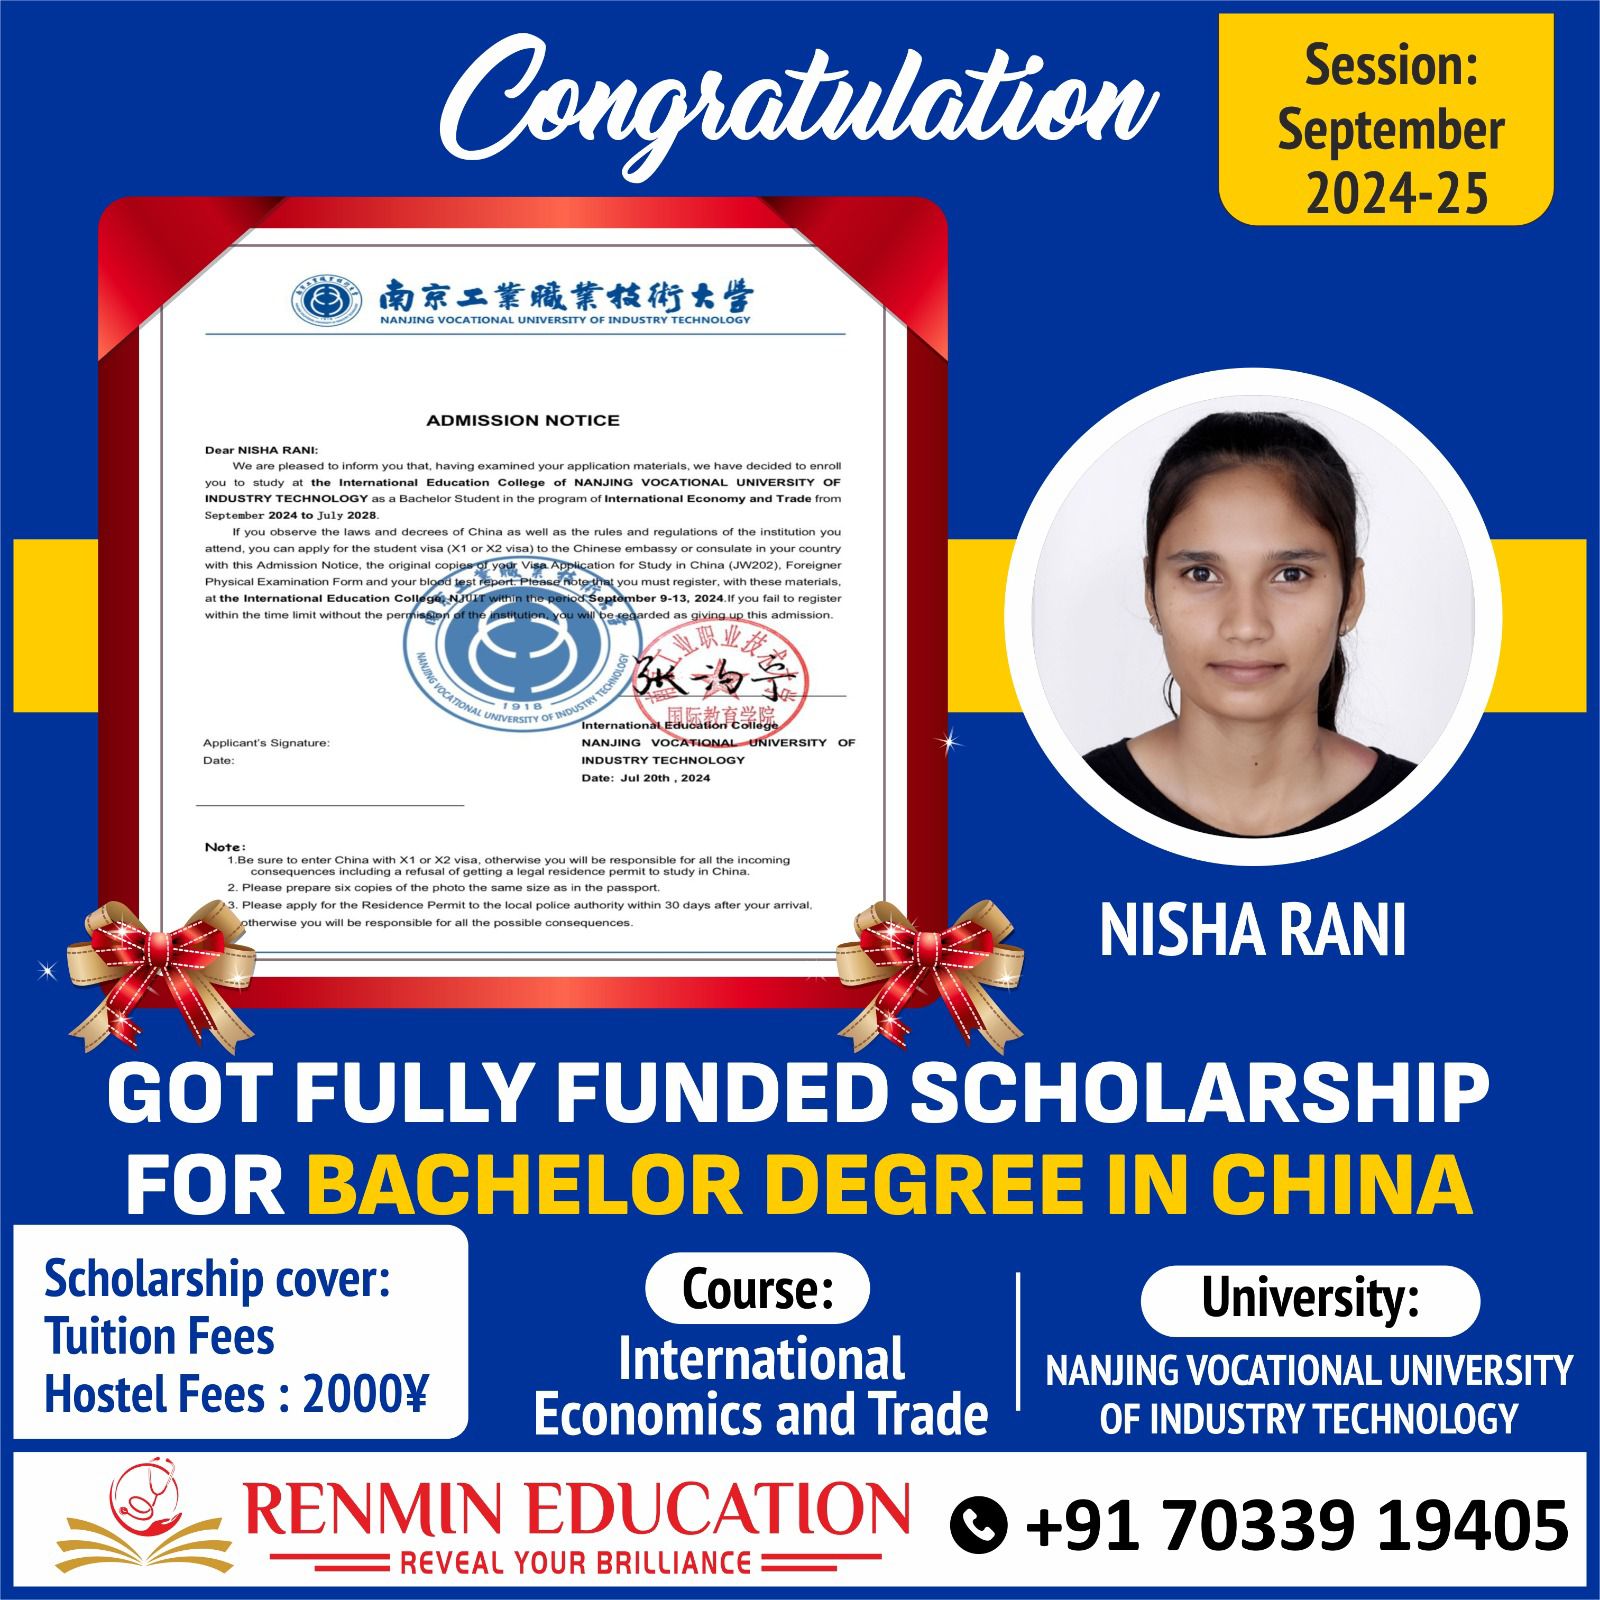 Congratulation
Session:
September
2024-25
南京工業職業技術大学
NANJING VOCATIONAL UNIVERSITY OF INDUSTRY TECHNOLOGY
ADMISSION NOTICE
Dear NISHA RANI:
We are pleased to inform you that, having examined your application materials, we have decided to enroll
you to study at the International Education College of NANJING VOCATIONAL UNIVERSITY OF
INDUSTRY TECHNOLOGY as a Bachelor Student in the program of International Economy and Trade from
September 2024 to July 2028.
If you observe the laws and decrees of China as well as the rules and regulations of the institution you
attend, you can apply for the student visa (X1 or X2 visa) to the Chinese embassy or consulate in your country
with this Admission Notice, the original copies of your Visa Application for Study in China (JW202), Foreigner
Physical Examination Form and your blood test report. Please note that you must register, with these materials,
at the International Education College, NJUIT within the period September 9-13, 2024.If you fail to register
within the time limit without the permission of the institution, you will be regarded as giving up this admission.
NANJING VOCATIONAL UNIVERSITY OF INDUSTRY TECHNOLOGY
1918
国际教育学院
International Education College
Applicant's Signature:
NANJING VOCATIONAL UNIVERSITY OF
Date:
INDUSTRY TECHNOLOGY
Date: Jul 20th , 2024
Note:
1.Be sure to enter China with X1 or X2 visa, otherwise you will be responsible for all the incoming
consequences including a refusal of getting a legal residence permit to study in China.
2. Please prepare six copies of the photo the same size as in the passport.
3. Please apply for the Residence Permit to the local police authority within 30 days after your arrival,
otherwise you will be responsible for all the possible consequences.
NISHA RANI
GOT FULLY FUNDED SCHOLARSHIP
FOR BACHELOR DEGREE IN CHINA
Scholarship cover:
Tuition Fees
Hostel Fees : 2000¥
Course:
International
Economics and Trade
University:
NANJING VOCATIONAL UNIVERSITY
OF INDUSTRY TECHNOLOGY
RENMIN EDUCATION
REVEAL YOUR BRILLIANCE
+91 70339 19405